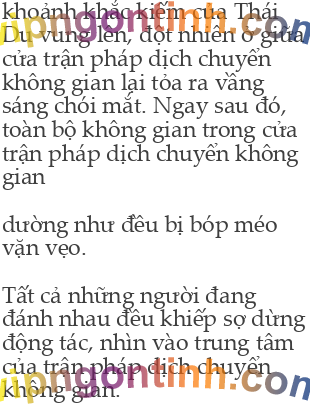 khoảnh khắc kiếm của Thái
Du vung lên, đột nhiên ở giữa
cửa trận pháp dịch chuyển
không gian lại tỏa ra vầng
sáng chói mắt. Ngay sau đó,
toàn bộ không gian trong cửa
trận pháp dịch chuyển không
gian
dường như đều bị bóp méo
vặn vẹo.
Tất cả những người đang
đánh nhau đều khiếp sợ dừng
động tác, nhìn vào trung tâm
của trận pháp dịch chuyển
không gian.
vipngontinh.com